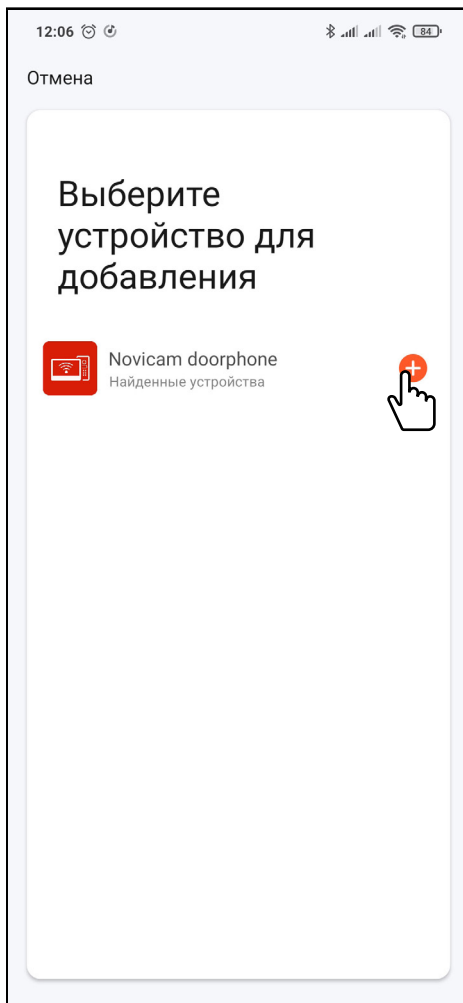 12:06
84
Отмена
Выберите
устройство для
добавления
Novicam doorphone
Найденные устройства